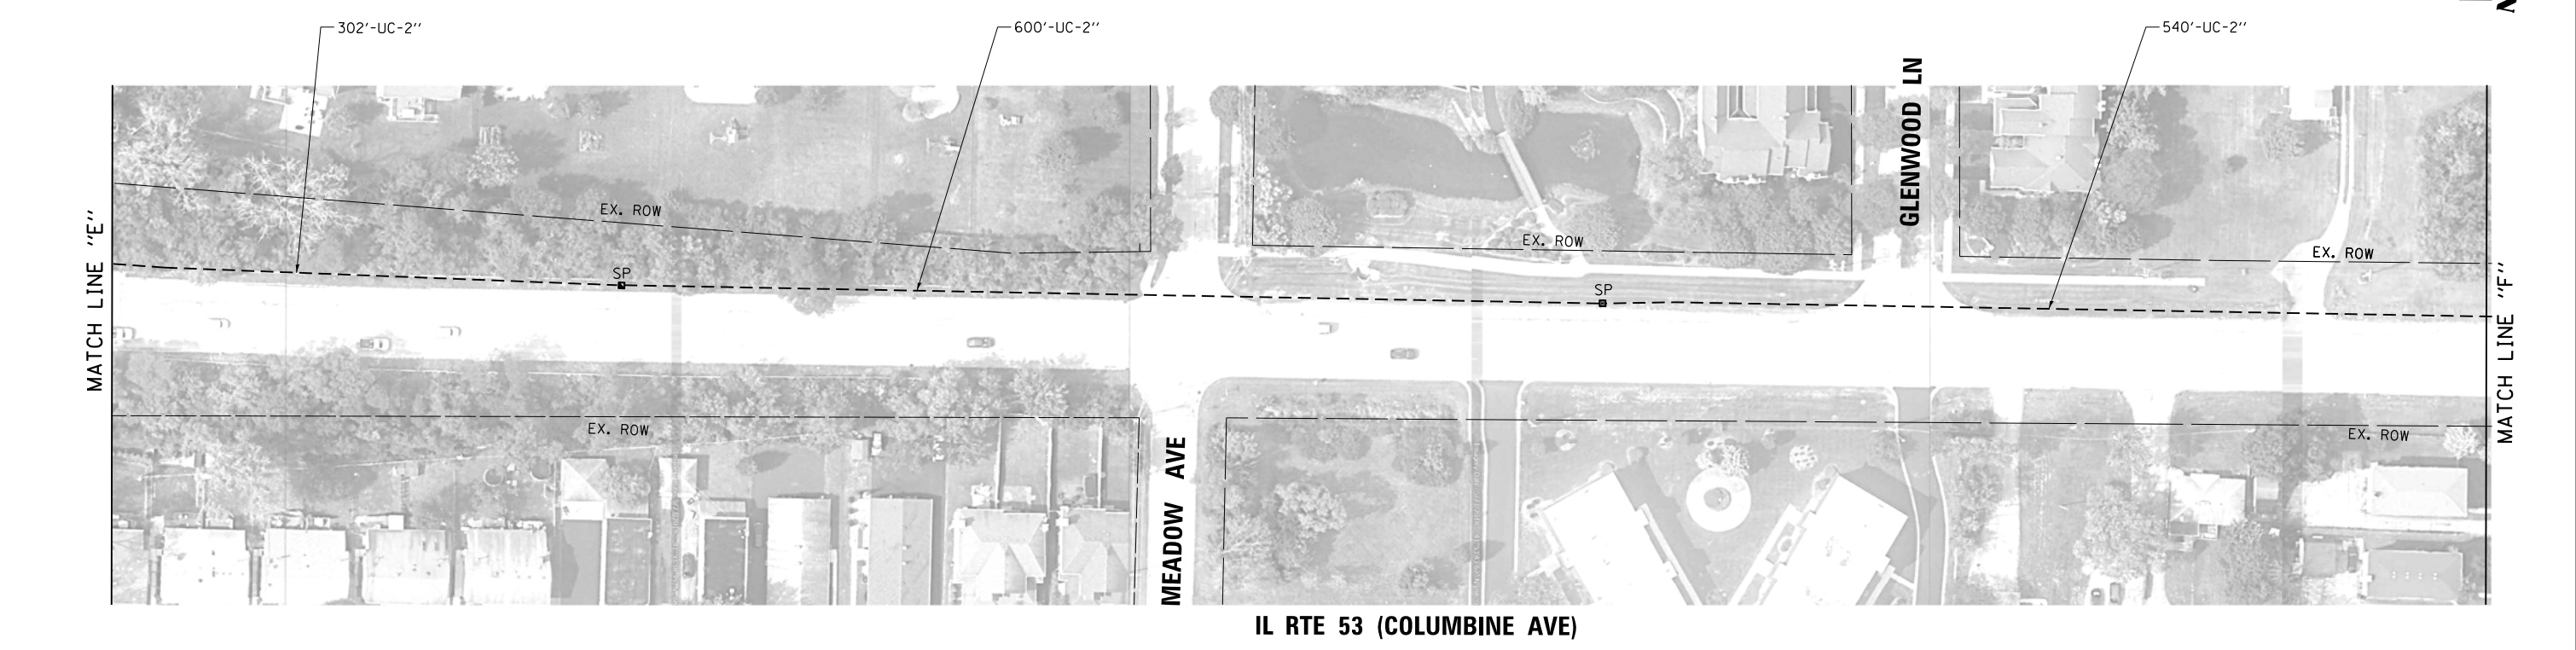 N
302'-UC-2"
600'-UC-2"
540'-UC-2"
GLENWOOD LN
MATCH LINE "E"
EX. ROW
EX. ROW
EX. ROW
SP
SP
MATCH LINE "F"
EX. ROW
EX. ROW
MEADOW AVE
IL RTE 53 (COLUMBINE AVE)